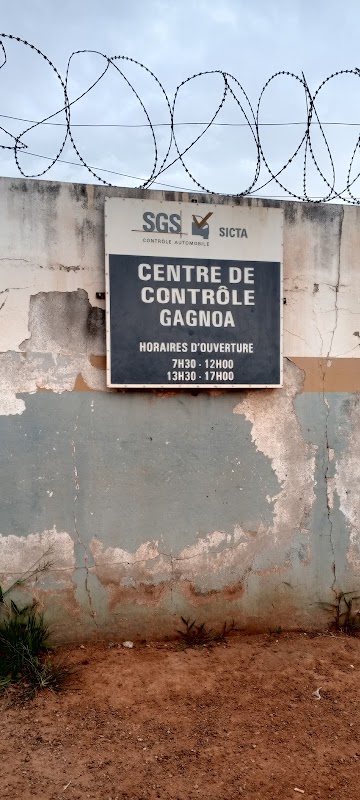 SGS SICTA
CONTRÔLE AUTOMOBILE
CENTRE DE
CONTRÔLE
GAGNOA
HORAIRES D'OUVERTURE
7H30 - 12H00
13H30 - 17H00